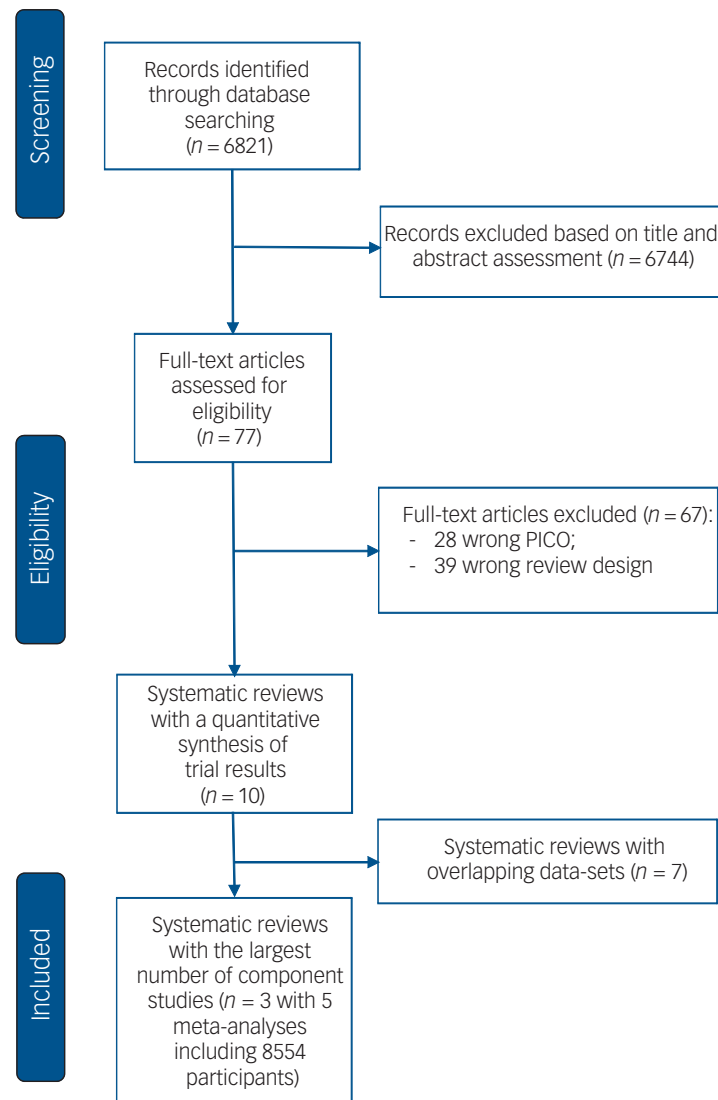 Screening
Records identified
through database
searching
(n = 6821)
Records excluded based on title and
abstract assessment (n = 6744)
Full-text articles
assessed for
eligibility
(n = 77)
Eligibility
Full-text articles excluded (n = 67):
- 28 wrong PICO;
- 39 wrong review design
Systematic reviews
with a quantitative
synthesis of
trial results
(n = 10)
Systematic reviews with
overlapping data-sets (n = 7)
Included
Systematic reviews
with the largest
number of component
studies (n = 3 with 5
meta-analyses
including 8554
participants)